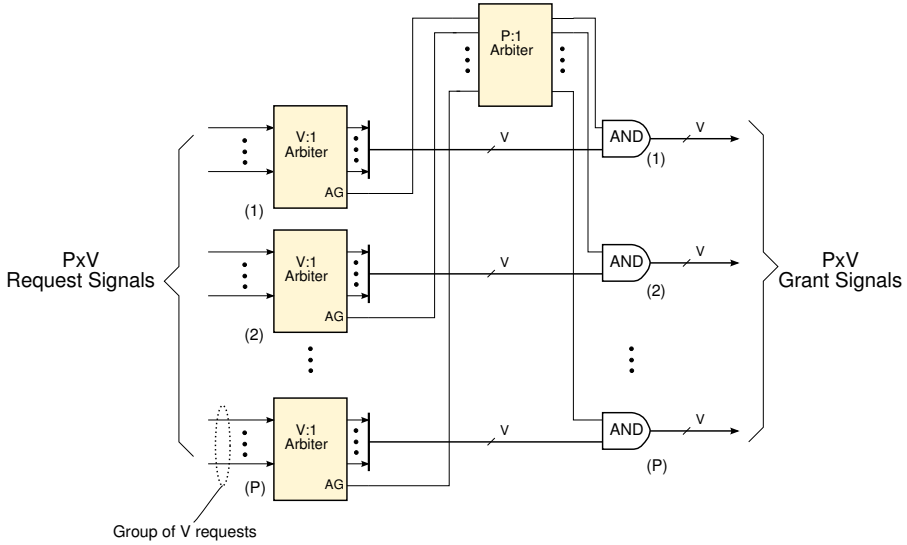 P:1
Arbiter
V:1
Arbiter
AG
(1)
V
AND
V
(1)
PxV
Request Signals
V:1
Arbiter
AG
(2)
V
AND
V
(2)
PxV
Grant Signals
V:1
Arbiter
AG
(P)
V
AND
V
(P)
Group of V requests